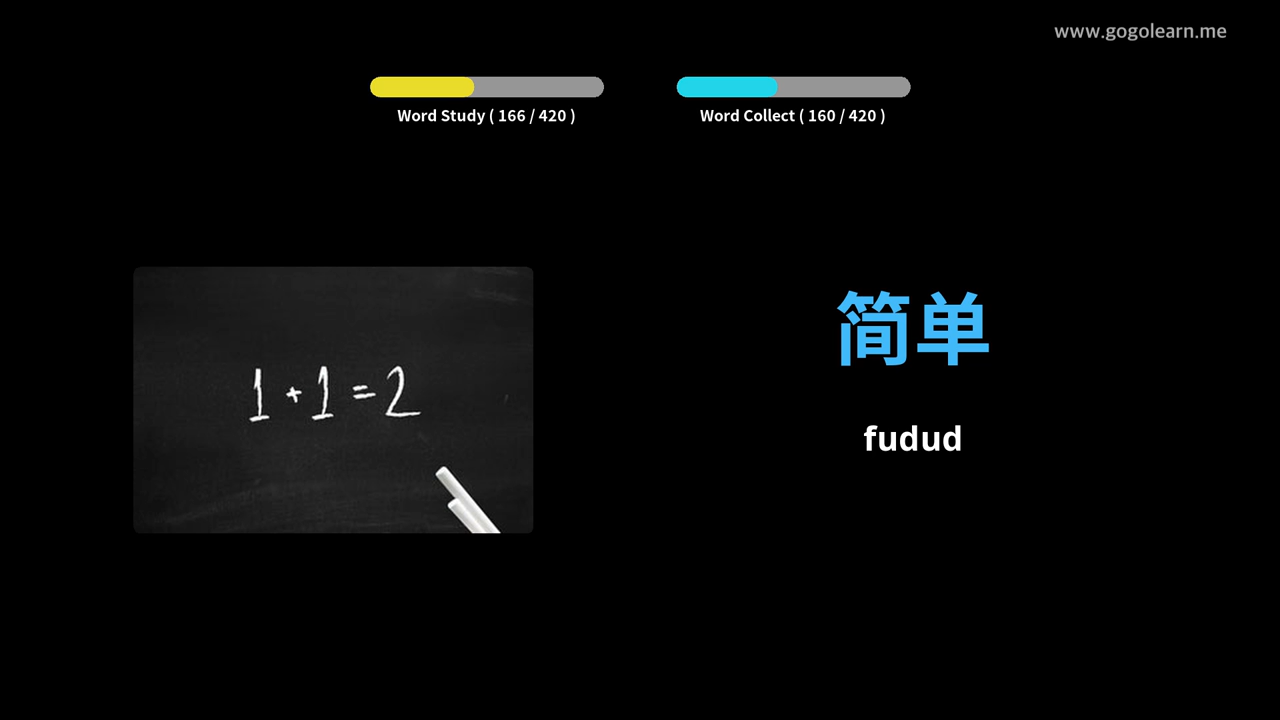 www.gogolearn.me
Word Study ( 166 / 420 )
Word Collect ( 160 / 420 )
1 + 1 = 2
简单
fudud